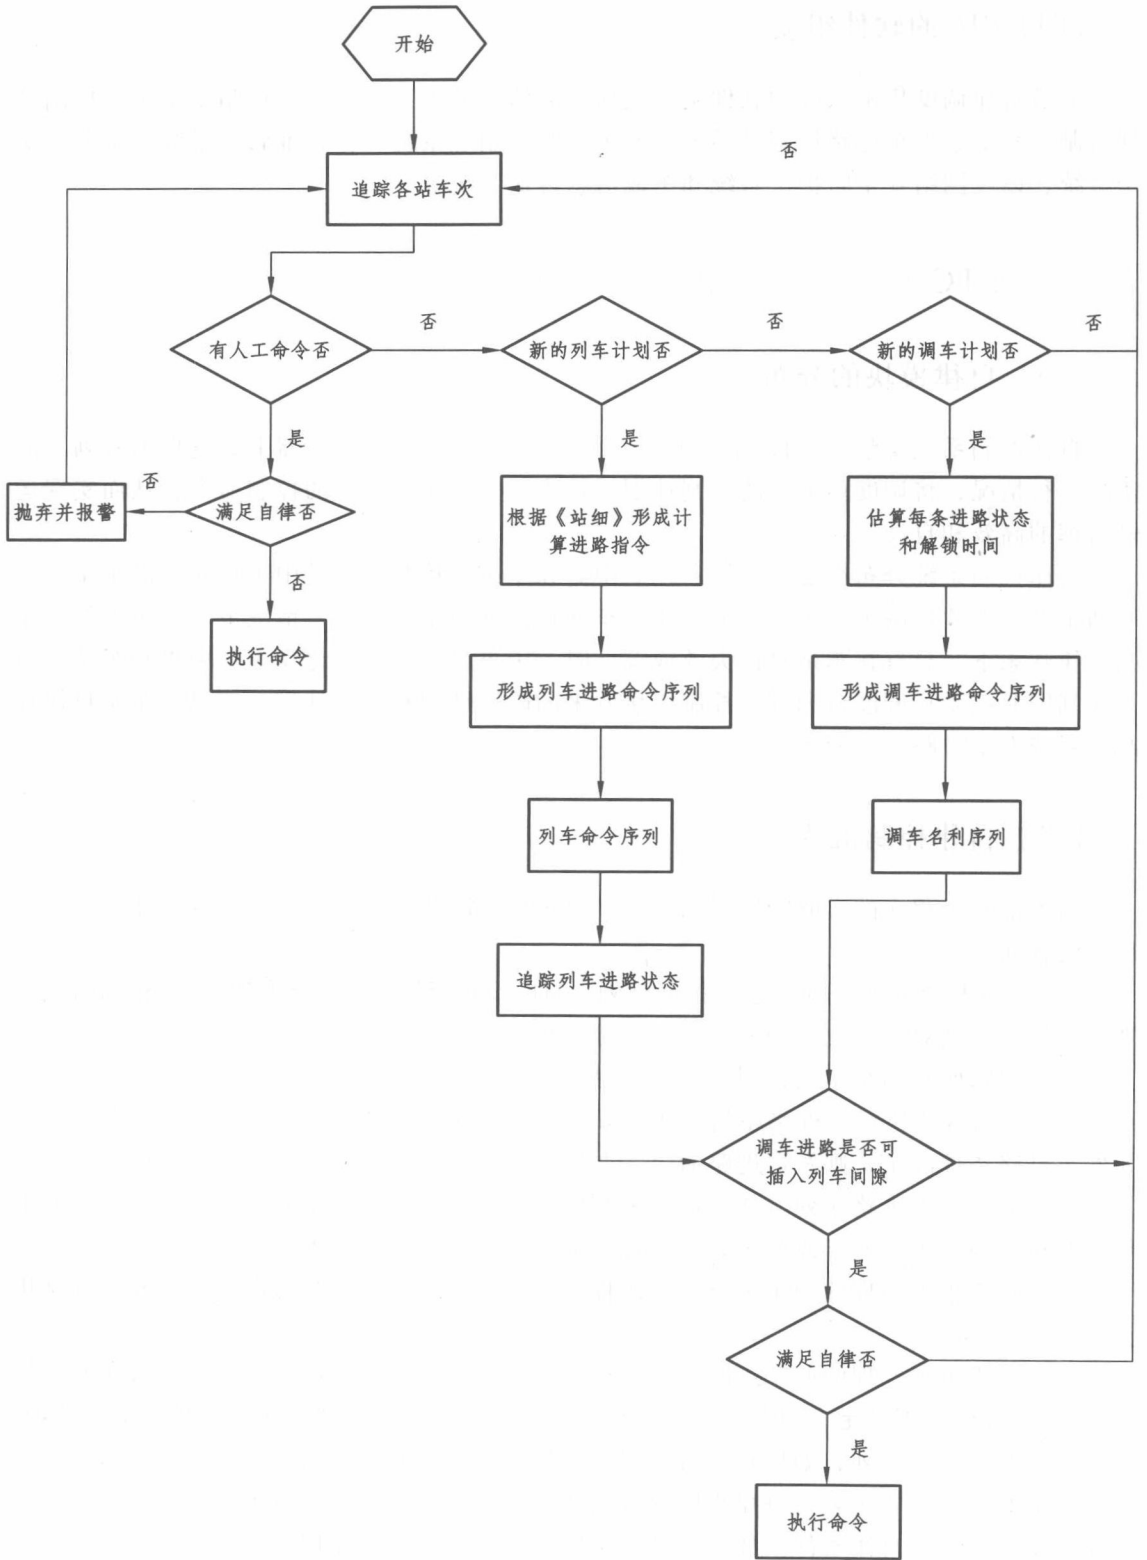 开始
否
追踪各站车次
有人工命令否
否
新的列车计划否
否
新的调车计划否
否
是
是
是
抛弃并报警
否
满足自律否
根据《站细》形成计
算进路指令
估算每条进路状态
和解锁时间
否
执行命令
形成列车进路命令序列
形成调车进路命令序列
列车命令序列
调车名利序列
追踪列车进路状态
调车进路是否可
插入列车间隙
是
满足自律否
是
执行命令